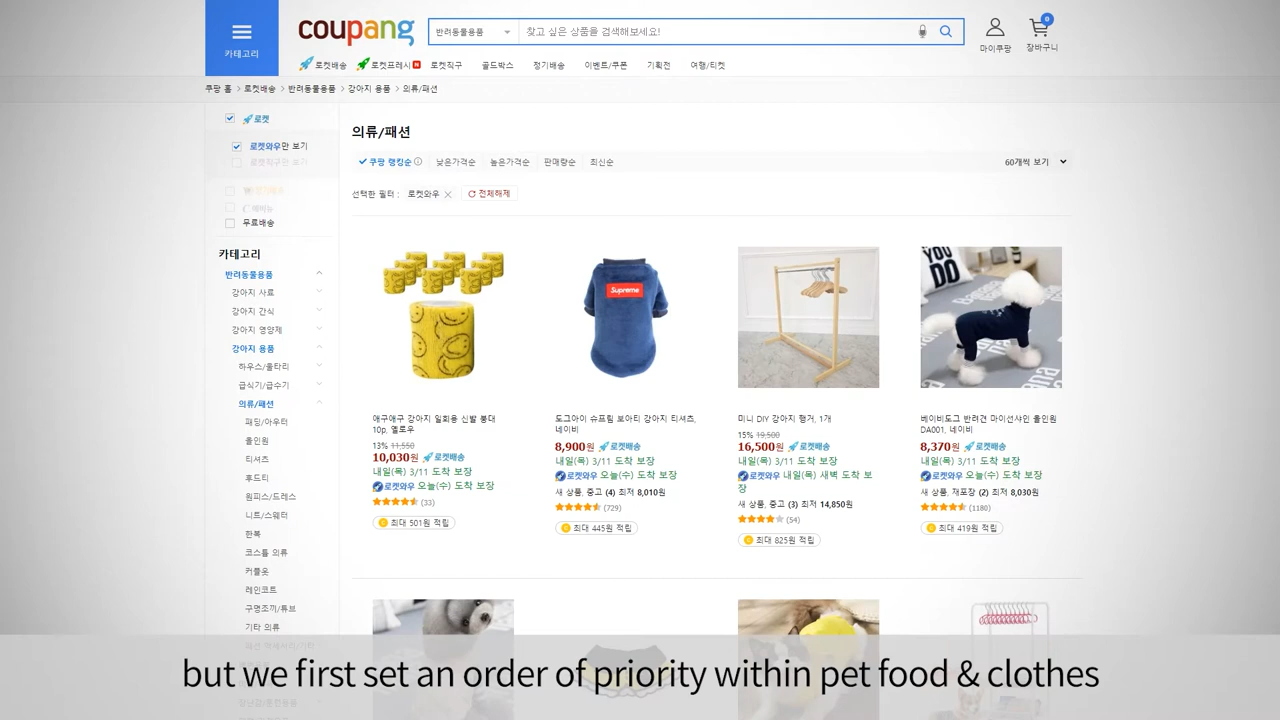 카테고리
coupang
반려동물용품
찾고 싶은 상품을 검색해보세요!
마이쿠팡
0
장바구니
로켓배송
로켓프레시
로켓직구
골드박스
정기배송
이벤트/쿠폰
기획전
여행/티켓
쿠팡 홈 > 로켓배송 > 반려동물용품 > 강아지 용품 > 의류/패션
로켓
로켓와우만 보기
로켓직구만 보기
무료배송
카테고리
반려동물용품
강아지 사료
강아지 간식
강아지 영양제
강아지 용품
하우스/울타리
급식기/급수기
의류/패션
패딩/아우터
올인원
티셔츠
후드티
원피스/드레스
니트/스웨터
한복
코스튬 의류
커플옷
레인코트
구명조끼/튜브
기타 의류
의류/패션
쿠팡 랭킹순
낮은가격순
높은가격순
판매량순
최신순
60개씩 보기
선택한 필터 :
로켓와우
전체해제
애구애구 강아지 일회용 신발 붕대
10p, 옐로우
13% 11,550
10,030원 로켓배송
내일(목) 3/11 도착 보장
로켓와우 오늘(수) 도착 보장
(33)
최대 501원 적립
Supreme
도그아이 슈프림 보아티 강아지 티셔츠,
네이비
8,900원 로켓배송
내일(목) 3/11 도착 보장
로켓와우 오늘(수) 도착 보장
새 상품, 중고 (4) 최저 8,010원
(729)
최대 445원 적립
미니 DIY 강아지 행거, 1개
15% 19,500
16,500원 로켓배송
내일(목) 3/11 도착 보장
로켓와우 내일(목) 새벽 도착 보
장
새 상품, 중고 (3) 최저 14,850원
(54)
최대 825원 적립
YOU
DO
베이비도그 반려견 마이선샤인 올인원
DA001, 네이비
8,370원 로켓배송
내일(목) 3/11 도착 보장
로켓와우 오늘(수) 도착 보장
새 상품, 재포장 (2) 최저 8,030원
(1180)
최대 419원 적립
but we first set an order of priority within pet food & clothes